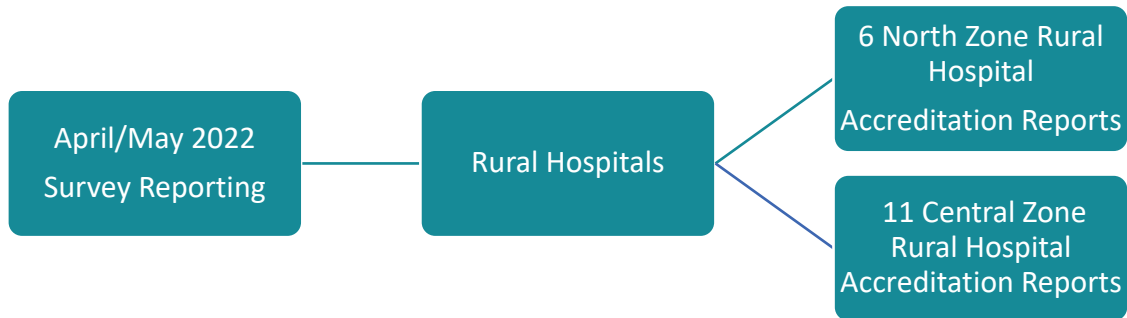 April/May 2022
Survey Reporting
Rural Hospitals
6 North Zone Rural
Hospital
Accreditation Reports
11 Central Zone
Rural Hospital
Accreditation Reports